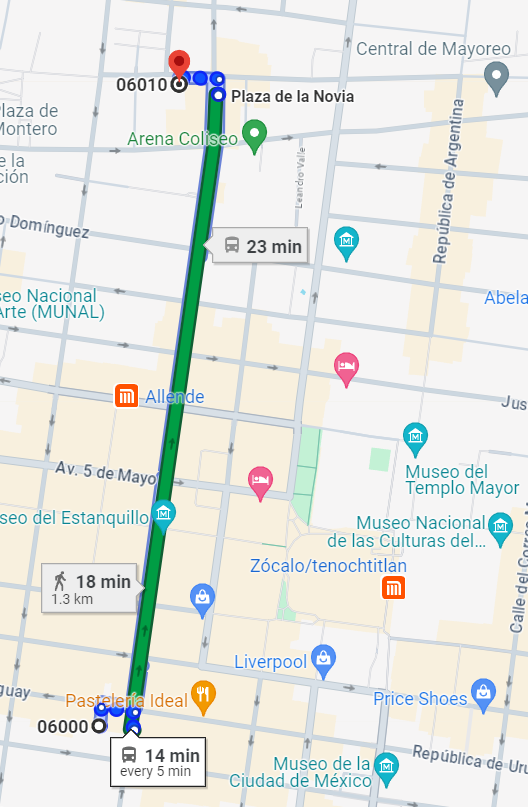 Central de Mayoreo
06010
Plaza de la Novia
Plaza de
Montero
Arena Coliseo
e la
ción
Leandro Valle
República de Argentina
o Domínguez
23 min
seo Nacional
Arte (MUNAL)
Abela
Allende
Jus
Av. 5 de Mayo
Museo del
Templo Mayor
seo del Estanquillo
Museo Nacional
de las Culturas del...
Calle del Correo M
Zócalo/tenochtitlán
18 min
1.3 km
Liverpool
guay
Pastelería Ideal
Price Shoes
06000
14 min
every 5 min
República de Uru
Museo de la
Ciudad de México